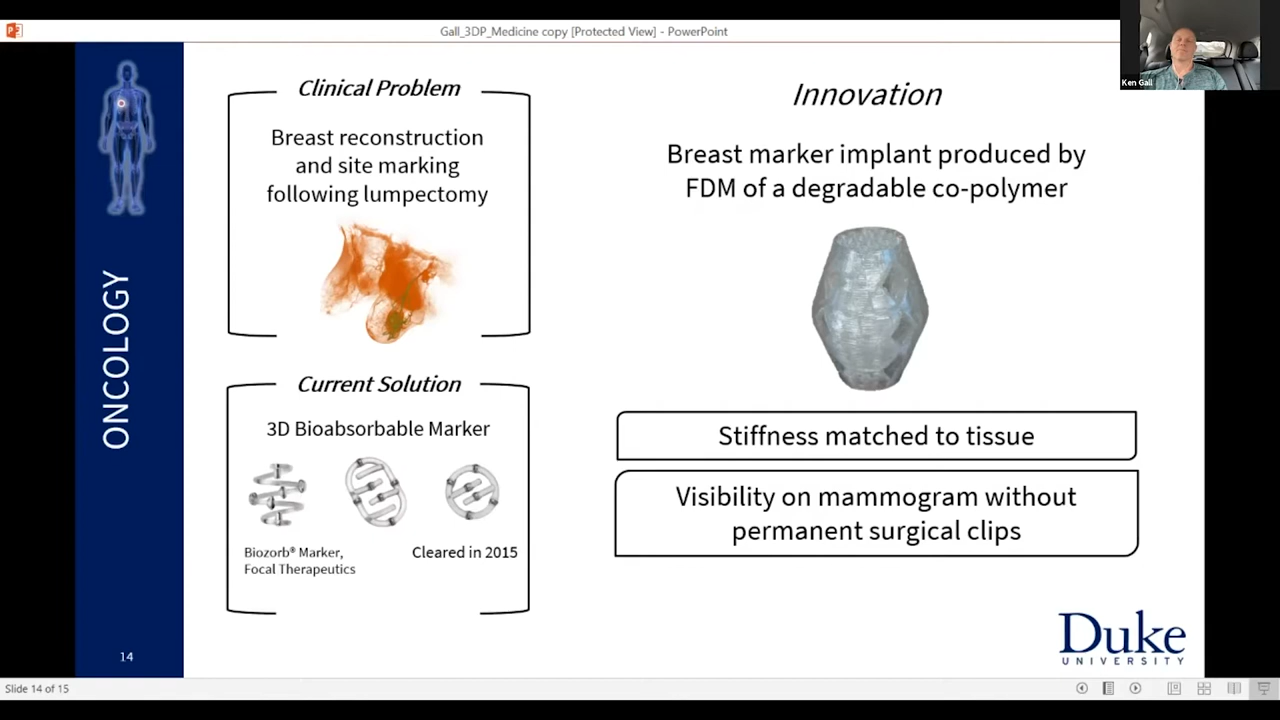 Gall_3DP_Medicine copy [Protected View] - PowerPoint
Ken Gall
ONCOLOGY
14
Clinical Problem
Breast reconstruction
and site marking
following lumpectomy
Current Solution
3D Bioabsorbable Marker
Biozorb® Marker,
Focal Therapeutics
Cleared in 2015
Innovation
Breast marker implant produced by
FDM of a degradable co-polymer
Stiffness matched to tissue
Visibility on mammogram without
permanent surgical clips
Duke
UNIVERSITY
Slide 14 of 15